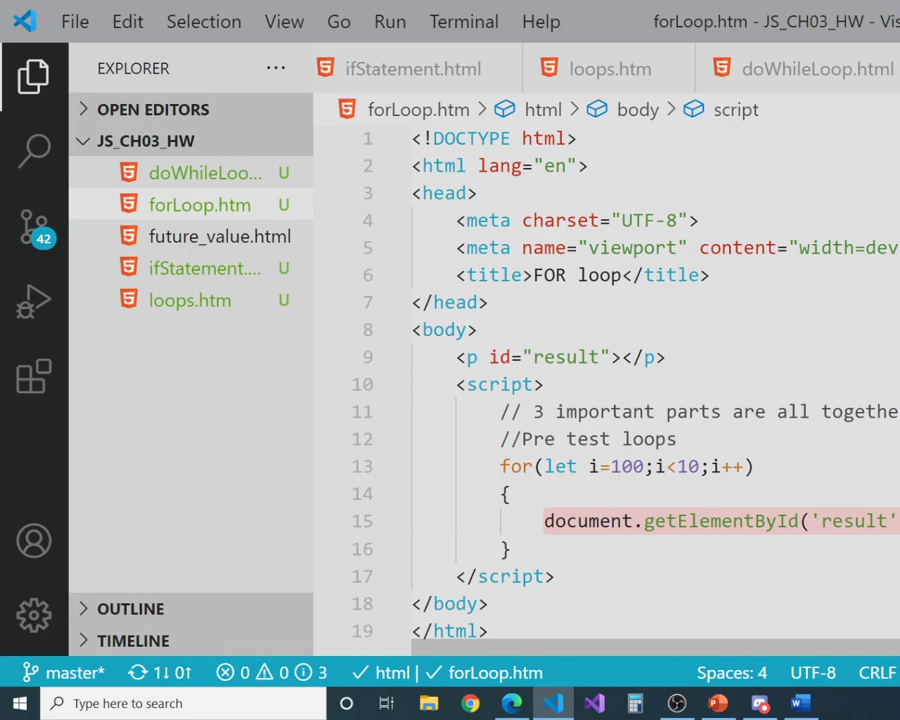 File Edit Selection View Go Run Terminal Help forLoop.htm - JS_CH03_HW - Vis
EXPLORER ···
ifStatement.html loops.htm doWhileLoop.html
OPEN EDITORS
JS_CH03_HW
doWhileLoo... U
forLoop.htm U
future_value.html
ifStatement.... U
loops.htm U
OUTLINE
TIMELINE
42
forLoop.htm > html > body > script
1 <!DOCTYPE html>
2 <html lang="en">
3 <head>
4 <meta charset="UTF-8">
5 <meta name="viewport" content="width=dev
6 <title>FOR loop</title>
7 </head>
8 <body>
9 <p id="result"></p>
10 <script>
11 // 3 important parts are all togethe
12 //Pre test loops
13 for(let i=100;i<10;i++)
14 {
15 document.getElementById('result'
16 }
17 </script>
18 </body>
19 </html>
master* 1↓ 0↑ 0 0 3 html | forLoop.htm Spaces: 4 UTF-8 CRLF
Type here to search